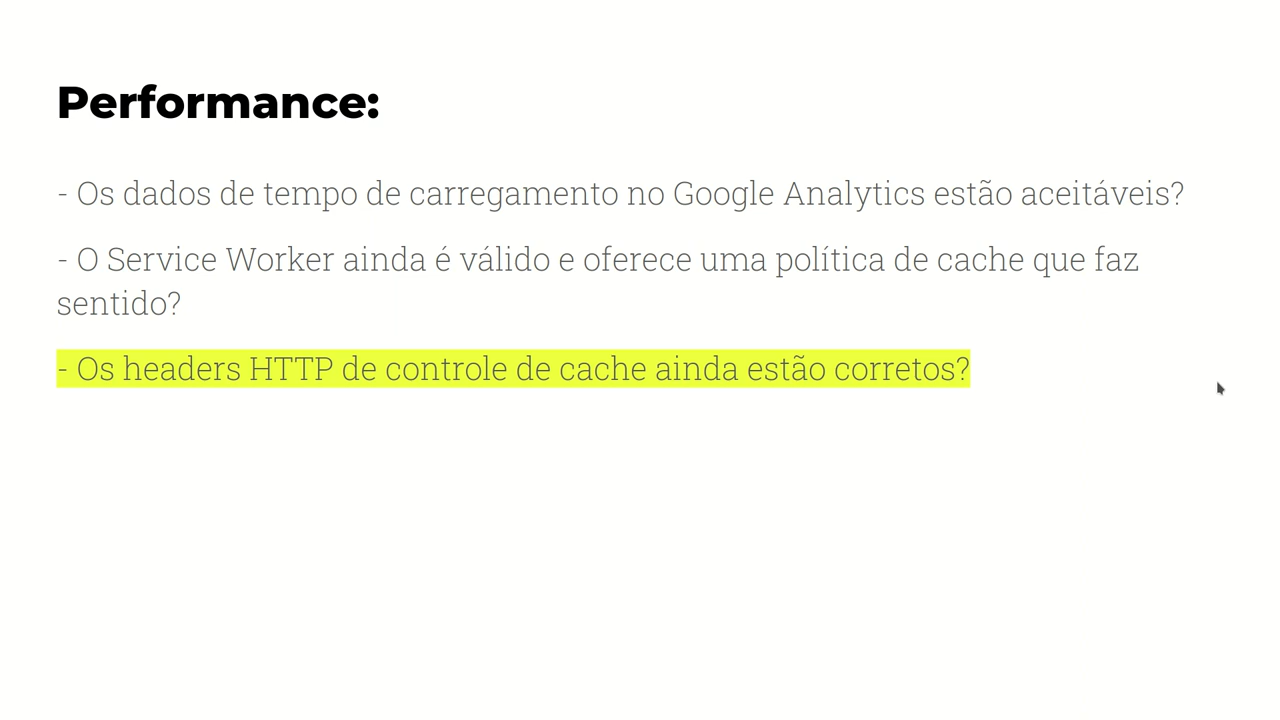 Performance:
- Os dados de tempo de carregamento no Google Analytics estão aceitáveis?
- O Service Worker ainda é válido e oferece uma política de cache que faz
sentido?
- Os headers HTTP de controle de cache ainda estão corretos?